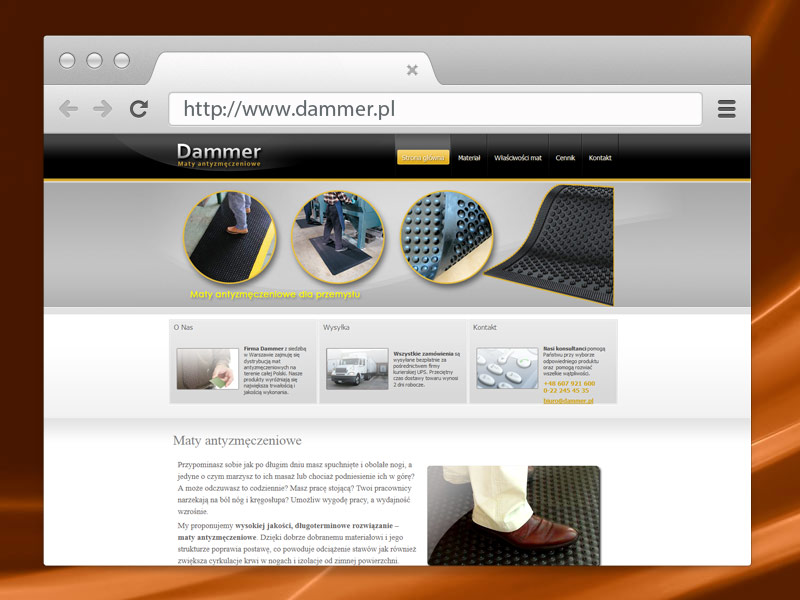 http://www.dammer.pl
Dammer
Maty antyzmęczeniowe
Strona główna
Materiał
Właściwości mat
Cennik
Kontakt
Maty antyzmęczeniowe dla przemysłu
O Nas
Firma Dammer z siedzibą
w Warszawie zajmuję się
dystrybucją mat
antyzmęczeniowych na
terenie całej Polski. Nasze
produkty wyróżniają się
największa trwałością i
jakością wykonania.
Wysyłka
Wszystkie zamówienia są
wysyłane bezpłatnie za
pośrednictwem firmy
kurierskiej UPS. Przeciętny
czas dostawy towaru wynosi
2 dni robocze.
Kontakt
Nasi konsultanci pomogą
Państwu przy wyborze
odpowiedniego produktu
oraz pomogą rozwiać
wszelkie wątpliwości.
+48 607 921 600
0-22 245 45 35
biuro@dammer.pl
Maty antyzmęczeniowe
Przypominasz sobie jak po długim dniu masz spuchnięte i obolałe nogi, a
jedyne o czym marzysz to ich masaż lub chociaż podniesienie ich w górę?
A może odczuwasz to codziennie? Masz pracę stojącą? Twoi pracownicy
narzekają na ból nóg i kręgosłupa? Umożliw wygodę pracy, a wydajność
wzrośnie.
My proponujemy wysokiej jakości, długoterminowe rozwiązanie –
maty antyzmęczeniowe. Dzięki dobrze dobranemu materiałowi i jego
strukturze poprawia postawę, co powoduje odciążenie stawów jak również
zwiększa cyrkulacje krwi w nogach i izolacje od zimnej powierzchni.